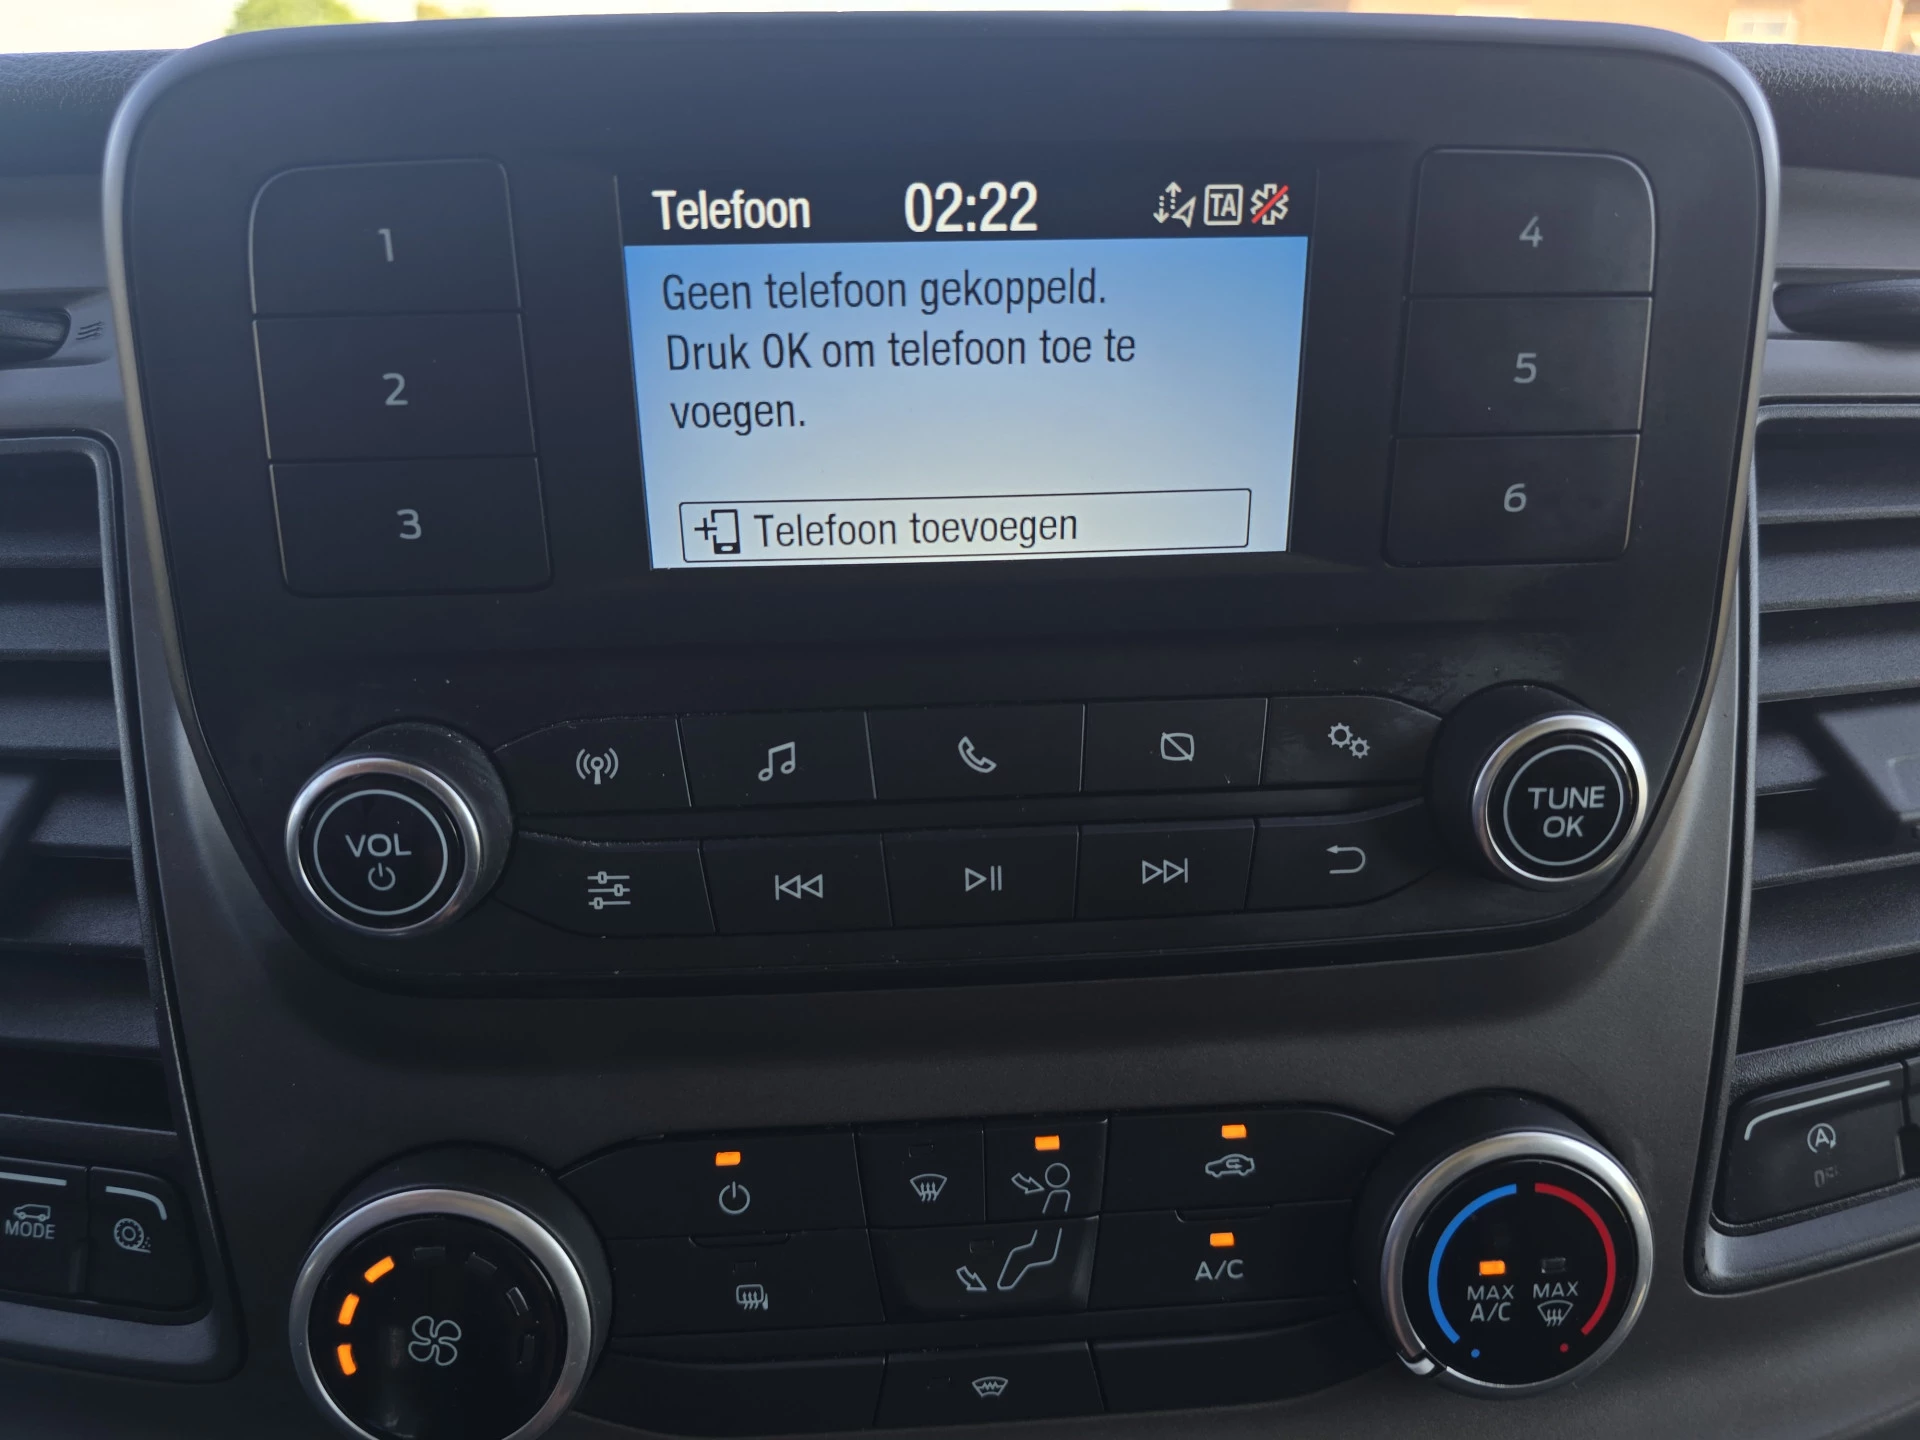 Telefoon 02:22 TA
Geen telefoon gekoppeld.
Druk OK om telefoon toe te
voegen.
Telefoon toevoegen
1
2
3
4
5
6
VOL
TUNE
OK
MODE
A/C
MAX
A/C
MAX
A